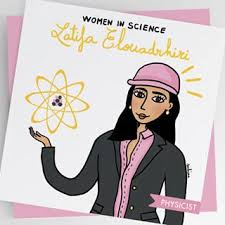 WOMEN IN SCIENCE
Latifa Elouadrhiri
PHYSICIST